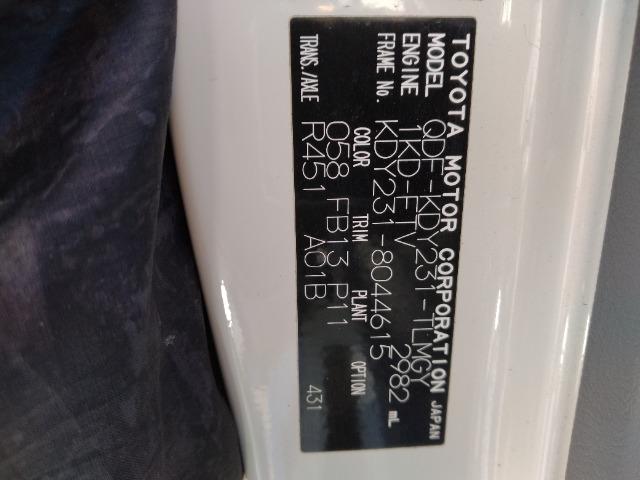 TOYOTA MOTOR CORPORATION JAPAN
MODEL QDF-KDY231-TLMGY
ENGINE 1KD-FTV 2982 mL
FRAME No. KDY231-8044615
COLOR TRIM PLANT OPTION
058 FB13 P11
TRANS./AXLE R451 A01B 431